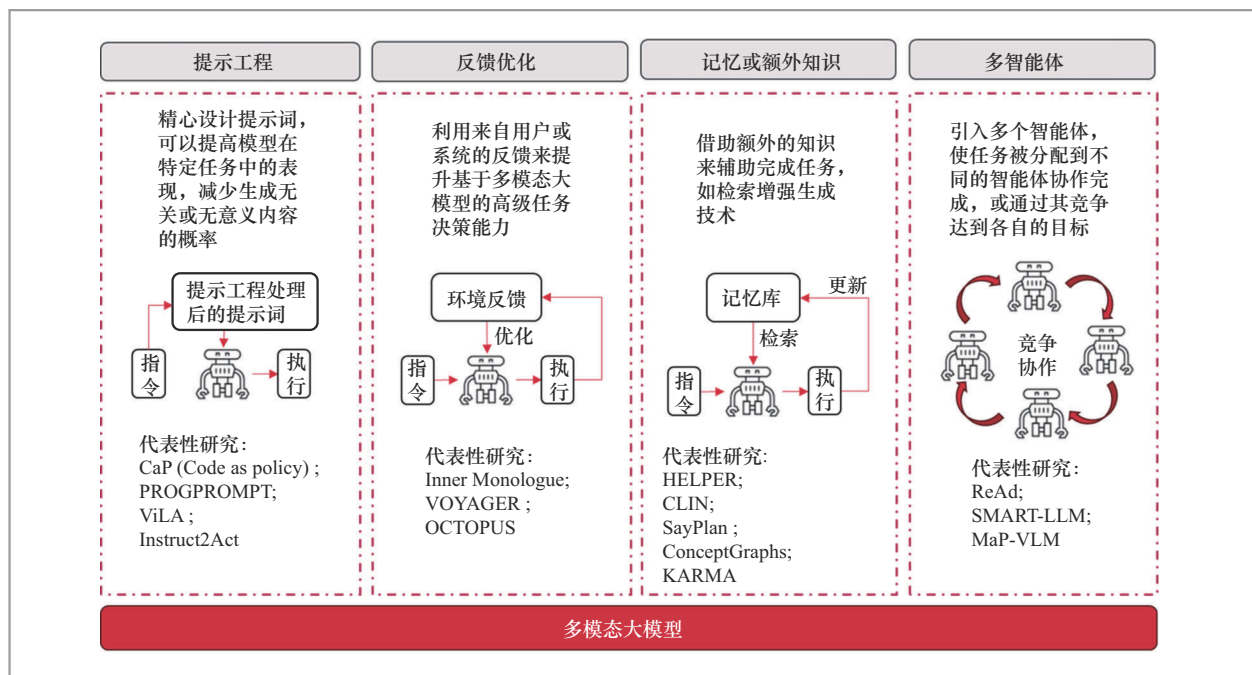 提示工程
精心设计提示词，
可以提高模型在
特定任务中的表
现，减少生成无
关或无意义内容
的概率
提示工程处理
后的提示词
指
令
执
行
代表性研究：
CaP (Code as policy) ;
PROGPROMPT;
ViLA ;
Instruct2Act
反馈优化
利用来自用户或
系统的反馈来提
升基于多模态大
模型的高级任务
决策能力
环境反馈
优化
指
令
执
行
代表性研究：
Inner Monologue;
VOYAGER ;
OCTOPUS
记忆或额外知识
借助额外的知识
来辅助完成任务，
如检索增强生成
技术
记忆库
更新
检索
指
令
执
行
代表性研究:
HELPER;
CLIN;
SayPlan ;
ConceptGraphs;
KARMA
多智能体
引入多个智能体，
使任务被分配到不
同的智能体协作完
成，或通过其竞争
达到各自的目标
竞争
协作
代表性研究：
ReAd;
SMART-LLM;
MaP-VLM
多模态大模型